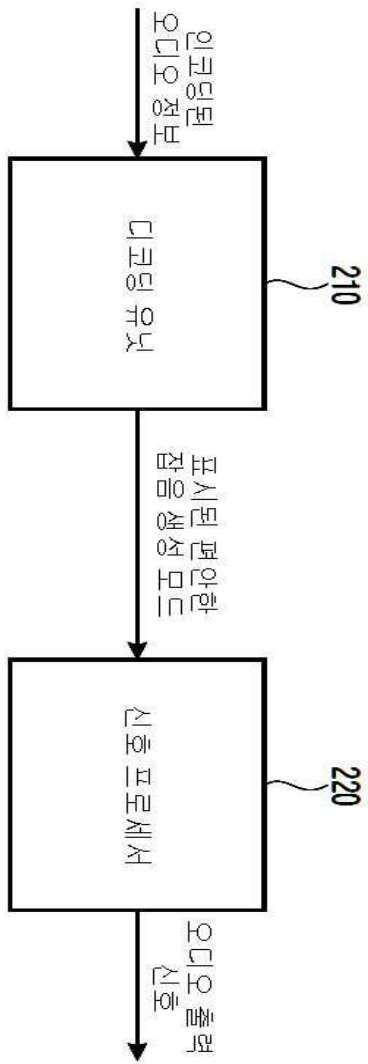 인코딩된
오디오 정보
210
디코딩 유닛
표시된 편안한
잡음 생성 모드
220
신호 프로세서
오디오 출력
신호